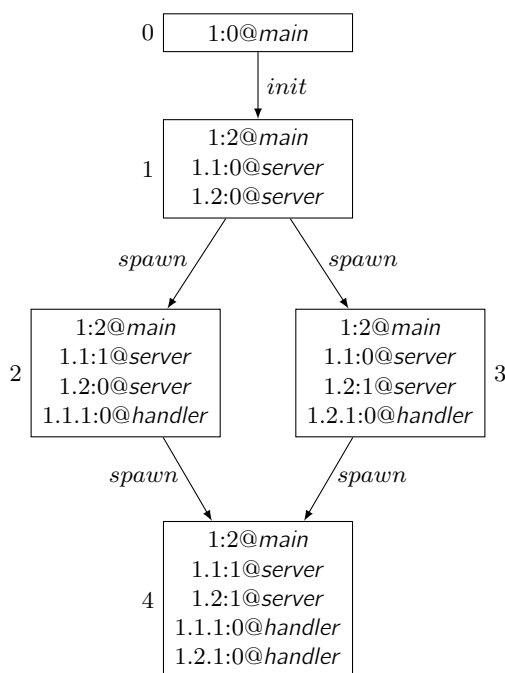 0
1:0@main
init
1
1:2@main
1.1:0@server
1.2:0@server
spawn
spawn
2
1:2@main
1.1:1@server
1.2:0@server
1.1.1:0@handler
1:2@main
1.1:0@server
1.2:1@server
1.2.1:0@handler
3
spawn
spawn
4
1:2@main
1.1:1@server
1.2:1@server
1.1.1:0@handler
1.2.1:0@handler